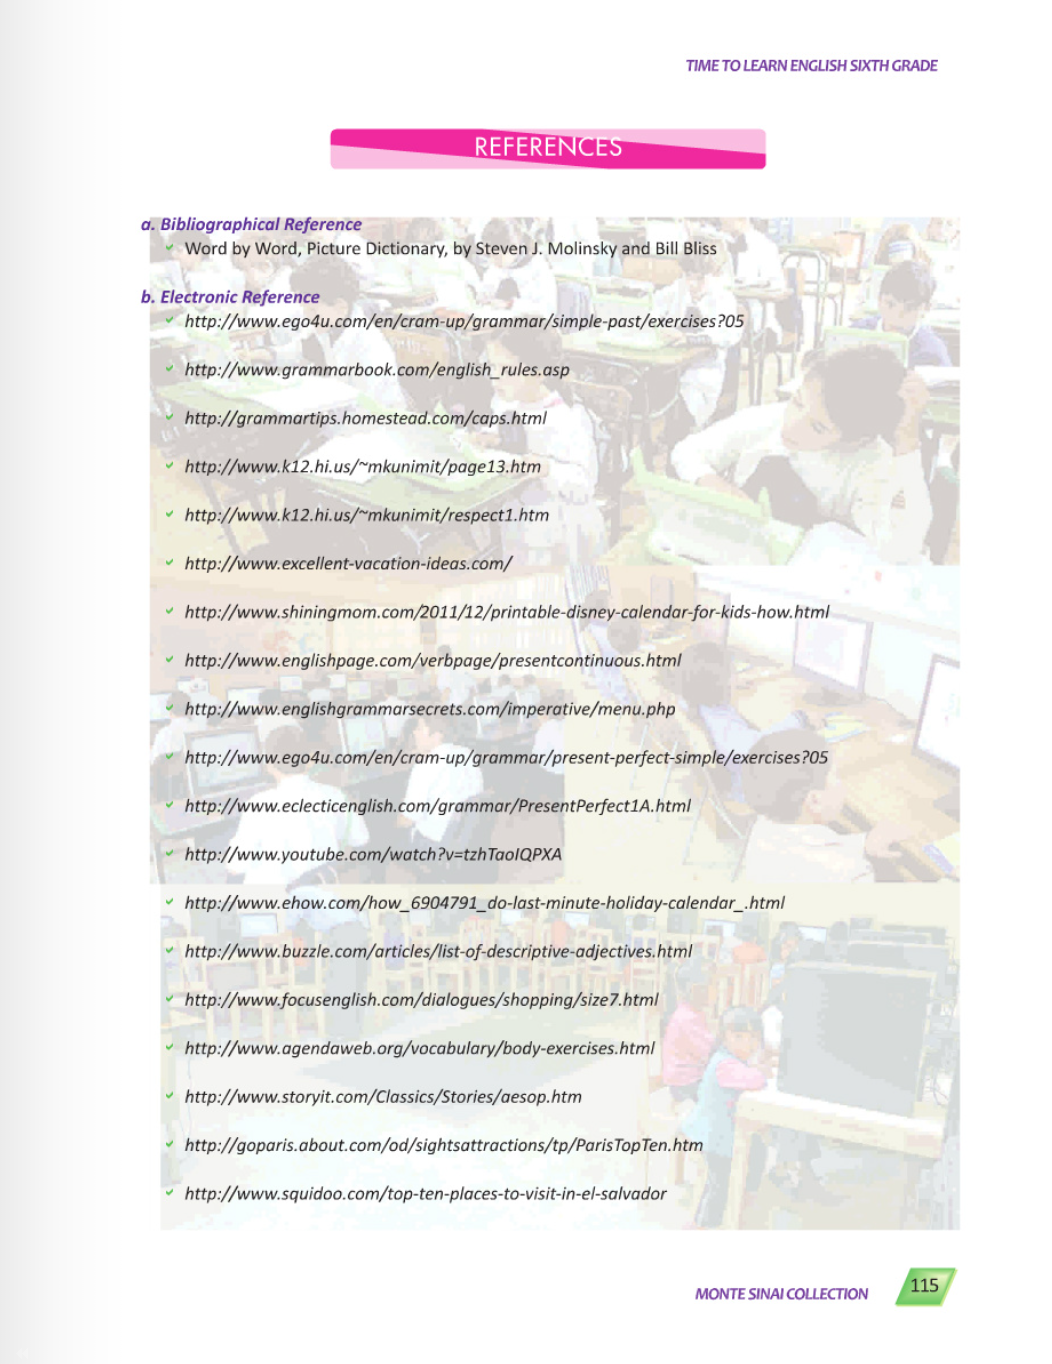 TIME TO LEARN ENGLISH SIXTH GRADE
REFERENCES
a. Bibliographical Reference
Word by Word, Picture Dictionary, by Steven J. Molinsky and Bill Bliss
b. Electronic Reference
http://www.ego4u.com/en/cram-up/grammar/simple-past/exercises?05
http://www.grammarbook.com/english_rules.asp
http://grammartips.homestead.com/caps.html
http://www.k12.hi.us/~mkunimit/page13.htm
http://www.k12.hi.us/~mkunimit/respect1.htm
http://www.excellent-vacation-ideas.com/
http://www.shiningmom.com/2011/12/printable-disney-calendar-for-kids-how.html
http://www.englishpage.com/verbpage/presentcontinuous.html
http://www.englishgrammarsecrets.com/imperative/menu.php
http://www.ego4u.com/en/cram-up/grammar/present-perfect-simple/exercises?05
http://www.eclecticenglish.com/grammar/PresentPerfect1A.html
http://www.youtube.com/watch?v=tzhTaoIQPXA
http://www.ehow.com/how_6904791_do-last-minute-holiday-calendar_.html
http://www.buzzle.com/articles/list-of-descriptive-adjectives.html
http://www.focusenglish.com/dialogues/shopping/size7.html
http://www.agendaweb.org/vocabulary/body-exercises.html
http://www.storyit.com/Classics/Stories/aesop.htm
http://goparis.about.com/od/sightsattractions/tp/ParisTopTen.htm
http://www.squidoo.com/top-ten-places-to-visit-in-el-salvador
MONTE SINAI COLLECTION
115